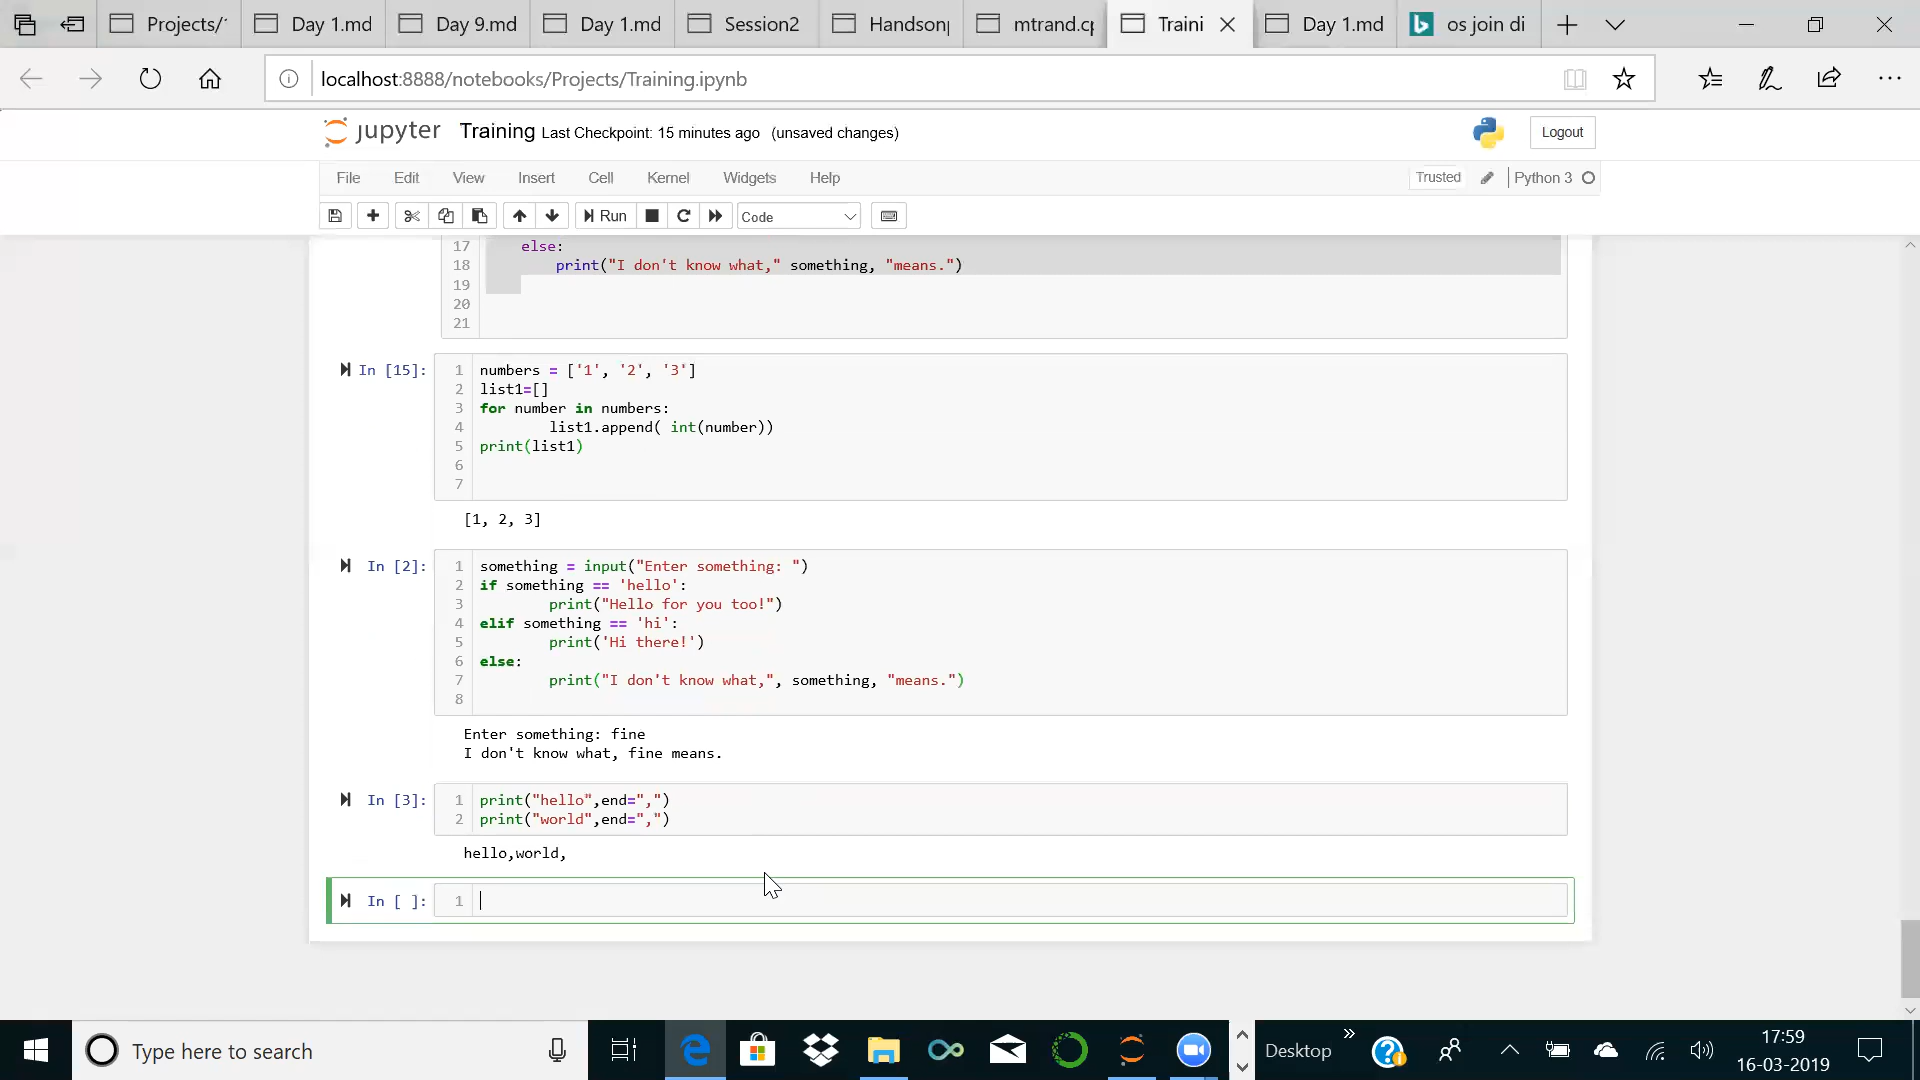 Projects/
Day 1.md
Day 9.md
Day 1.md
Session2
Handson
mtrand.c
Traini
Day 1.md
os join di
localhost:8888/notebooks/Projects/Training.ipynb
jupyter Training Last Checkpoint: 15 minutes ago (unsaved changes)
Logout
File Edit View Insert Cell Kernel Widgets Help
Trusted
Python 3
Run
Code
17 else:
18 print("I don't know what," something, "means.")
19
20
21
In [15]:
1 numbers = ['1', '2', '3']
2 list1=[]
3 for number in numbers:
4 list1.append( int(number))
5 print(list1)
6
7
[1, 2, 3]
In [2]:
1 something = input("Enter something: ")
2 if something == 'hello':
3 print("Hello for you too!")
4 elif something == 'hi':
5 print('Hi there!')
6 else:
7 print("I don't know what,", something, "means.")
8
Enter something: fine
I don't know what, fine means.
In [3]:
1 print("hello",end=",")
2 print("world",end=",")
hello,world,
In [ ]:
1
Type here to search
Desktop
17:59
16-03-2019